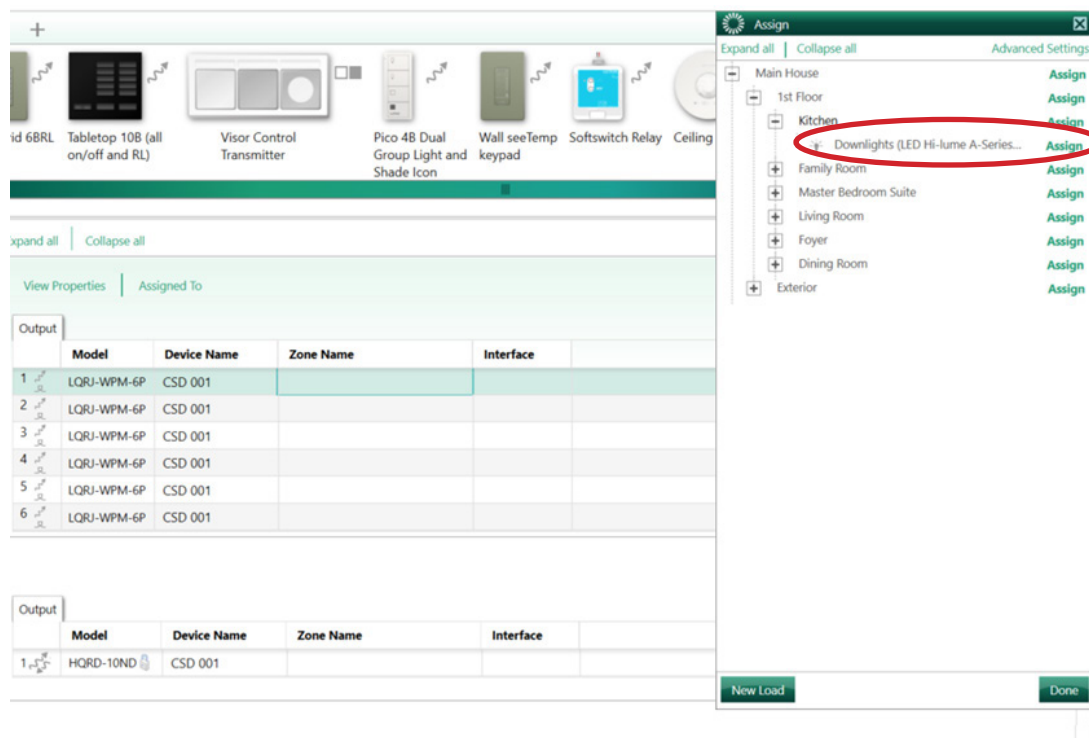 +
id 6BRL
Tabletop 10B (all
on/off and RL)
Visor Control
Transmitter
Pico 4B Dual
Group Light and
Shade Icon
Wall seeTemp
keypad
Softswitch Relay
Ceiling
xpand all | Collapse all
View Properties | Assigned To
Output
Model Device Name Zone Name Interface
1 LQRJ-WPM-6P CSD 001
2 LQRJ-WPM-6P CSD 001
3 LQRJ-WPM-6P CSD 001
4 LQRJ-WPM-6P CSD 001
5 LQRJ-WPM-6P CSD 001
6 LQRJ-WPM-6P CSD 001
Output
Model Device Name Zone Name Interface
1 HQRD-10ND CSD 001
Assign
Expand all | Collapse all Advanced Settings
Main House Assign
1st Floor Assign
Kitchen Assign
Downlights (LED Hi-lume A-Series... Assign
Family Room Assign
Master Bedroom Suite Assign
Living Room Assign
Foyer Assign
Dining Room Assign
Exterior Assign
New Load Done